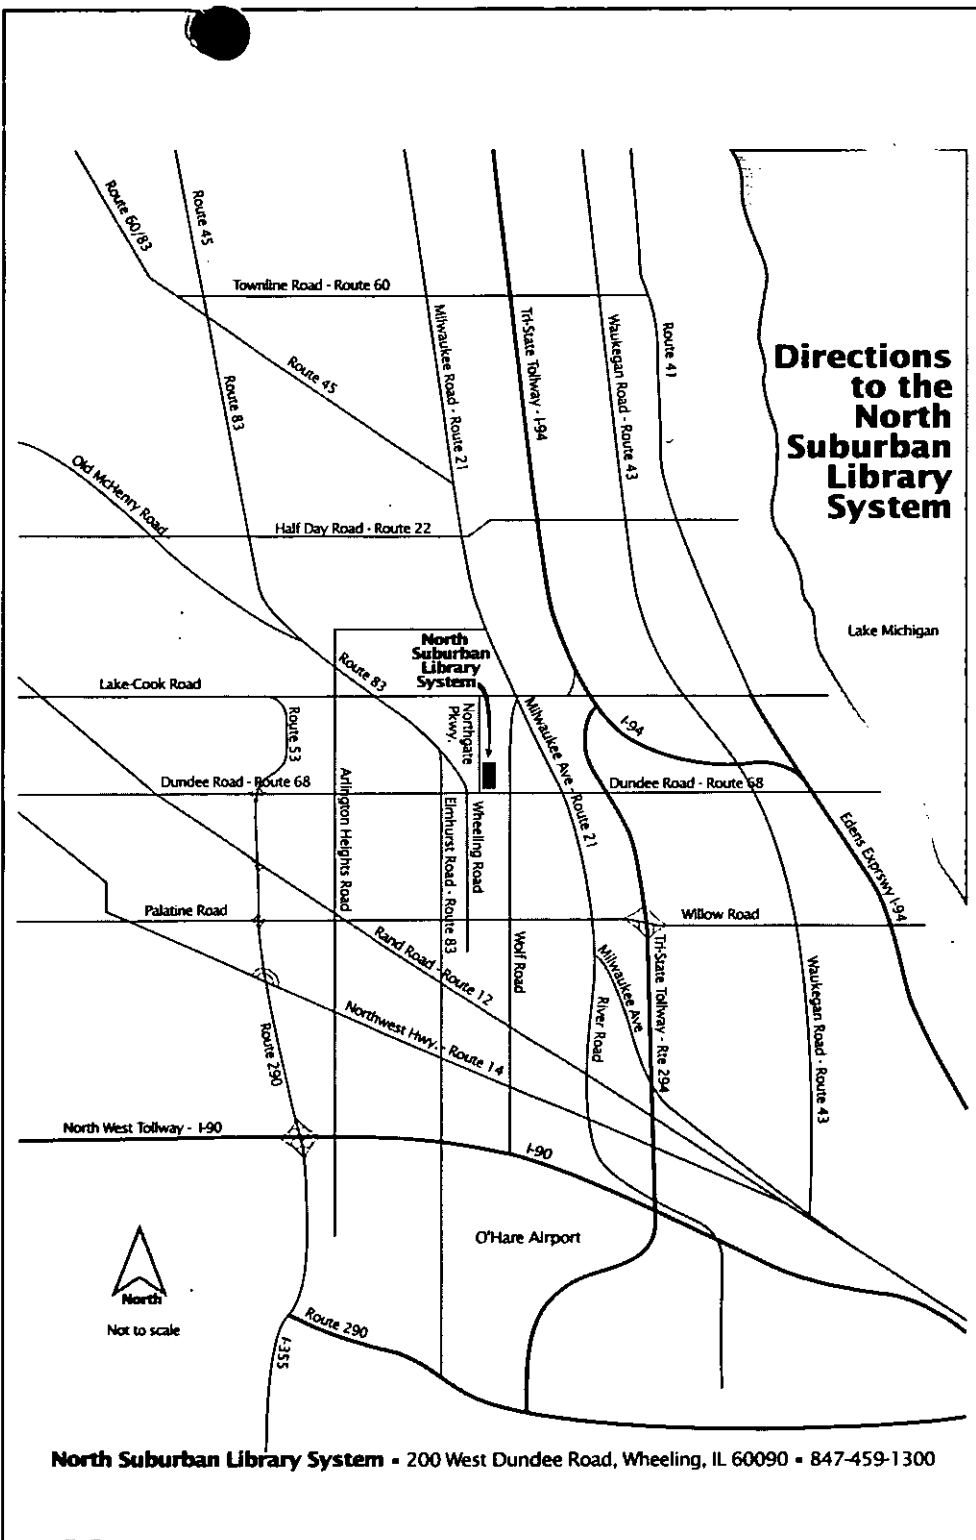 Route 60/83
Route 45
Townline Road - Route 60
Route 45
Route 83
Milwaukee Road - Route 21
Tri-State Tollway - I-94
Waukegan Road - Route 43
Route 41
Directions
to the
North
Suburban
Library
System
Old McHenry Road
Half Day Road - Route 22
Lake Michigan
North
Suburban
Library
System
Route 83
Lake-Cook Road
Route 53
Northgate
Pkwy.
Milwaukee Ave - Route 21
I-94
Dundee Road - Route 68
Dundee Road - Route 68
Arlington Heights Road
Elmhurst Road - Route 83
Wheeling Road
Edens Exprswy I-94
Palatine Road
Willow Road
Rand Road - Route 12
Wolf Road
Milwaukee Ave
River Road
Tri-State Tollway - Rte 294
Waukegan Road - Route 43
Northwest Hwy. - Route 14
Route 290
North West Tollway - I-90
I-90
O'Hare Airport
North
Not to scale
Route 290
I-355
North Suburban Library System ▪ 200 West Dundee Road, Wheeling, IL 60090 ▪ 847-459-1300